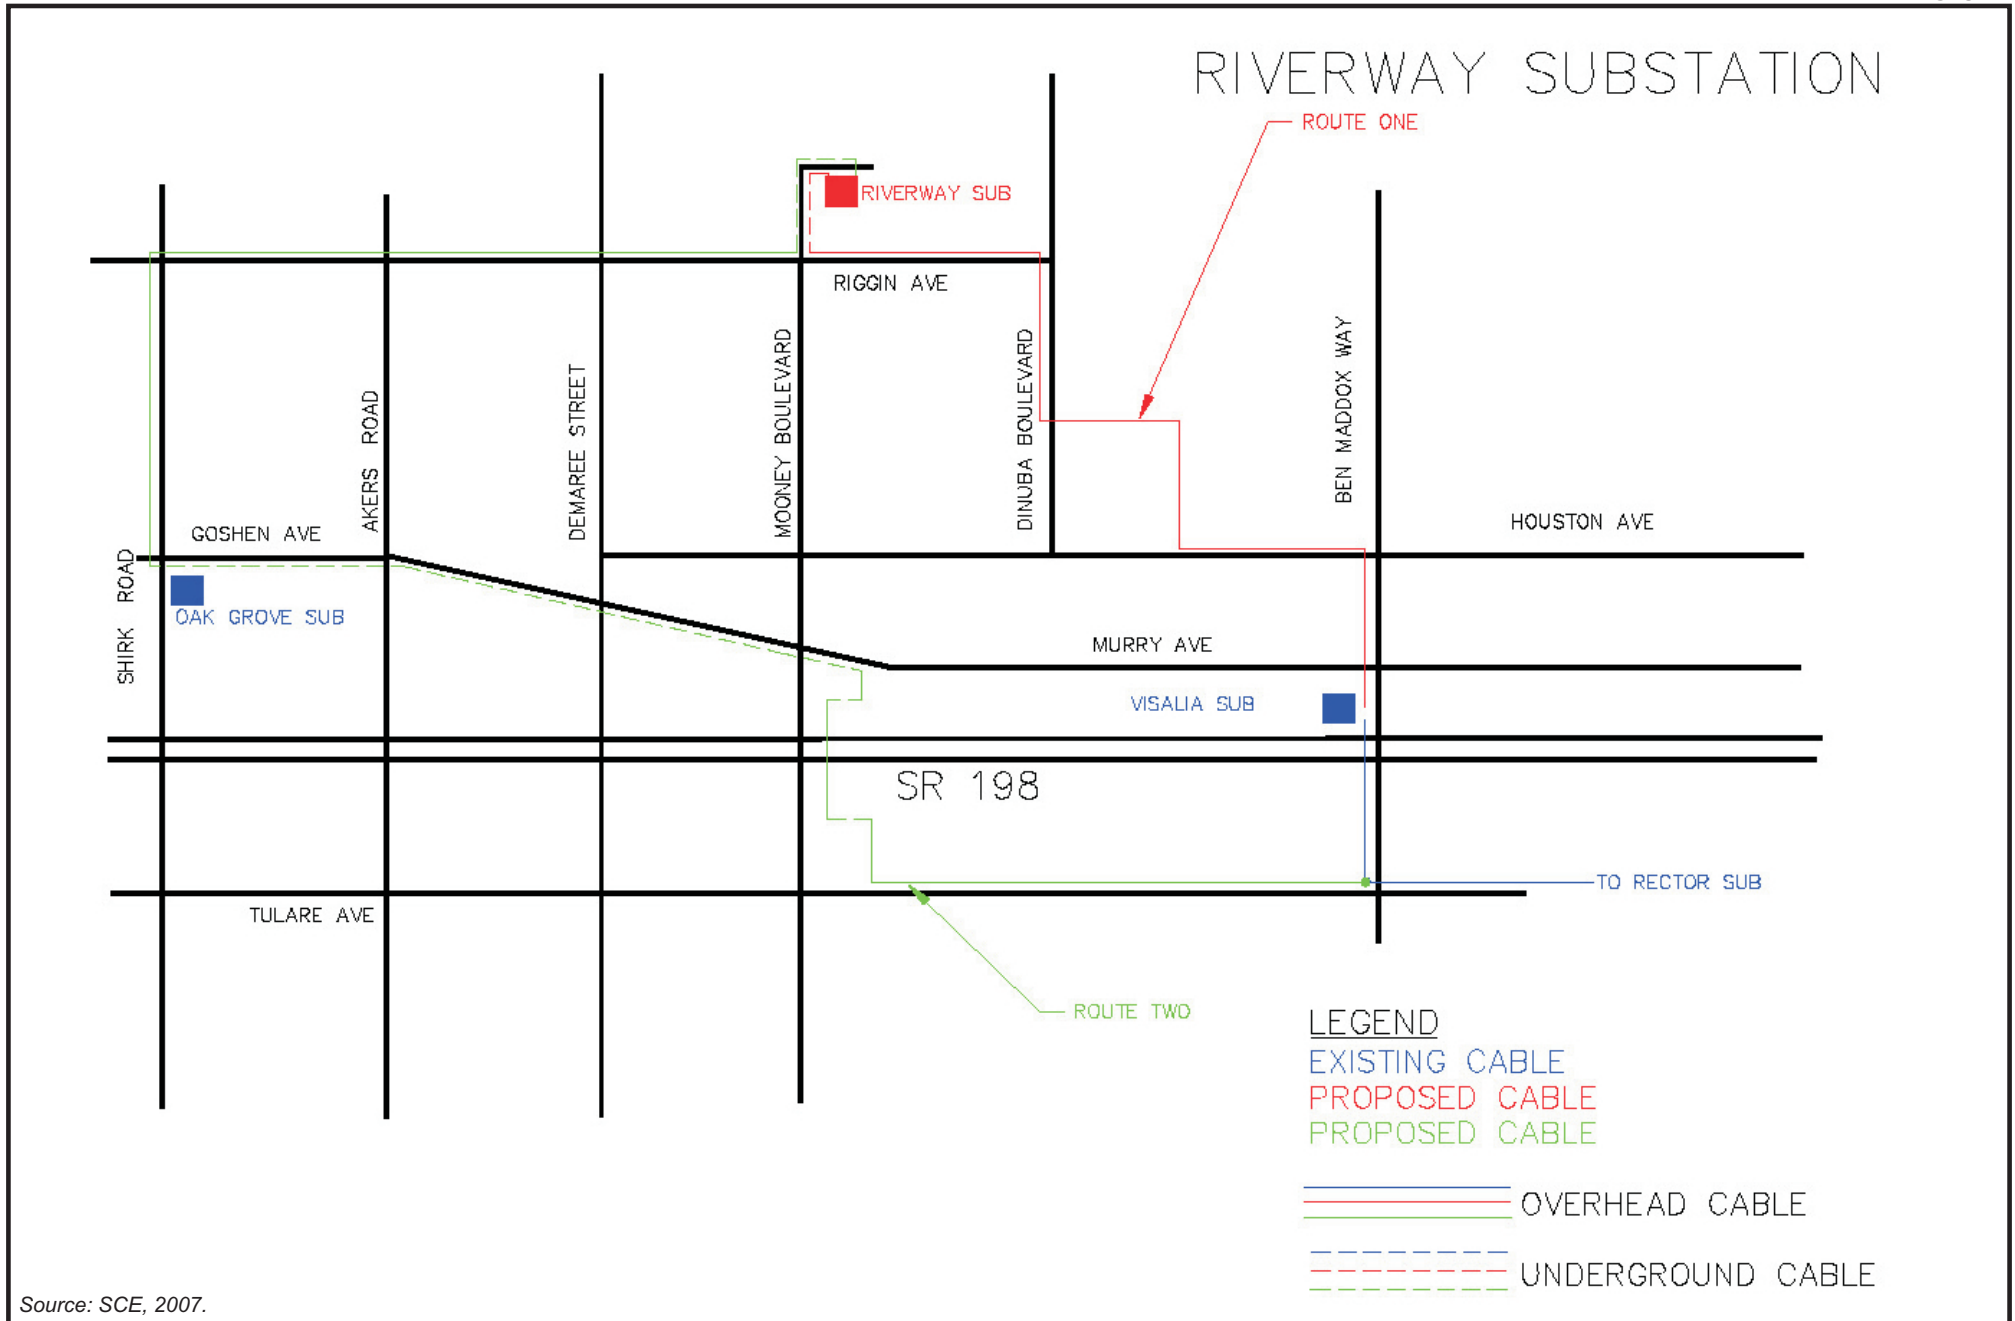 RIVERWAY SUBSTATION
ROUTE ONE
RIVERWAY SUB
RIGGIN AVE
SHIRK ROAD
AKERS ROAD
DEMAREE STREET
MOONEY BOULEVARD
DINUBA BOULEVARD
BEN MADDOX WAY
GOSHEN AVE
HOUSTON AVE
OAK GROVE SUB
MURRY AVE
VISALIA SUB
SR 198
TO RECTOR SUB
TULARE AVE
ROUTE TWO
LEGEND
EXISTING CABLE
PROPOSED CABLE
PROPOSED CABLE
OVERHEAD CABLE
UNDERGROUND CABLE
Source: SCE, 2007.